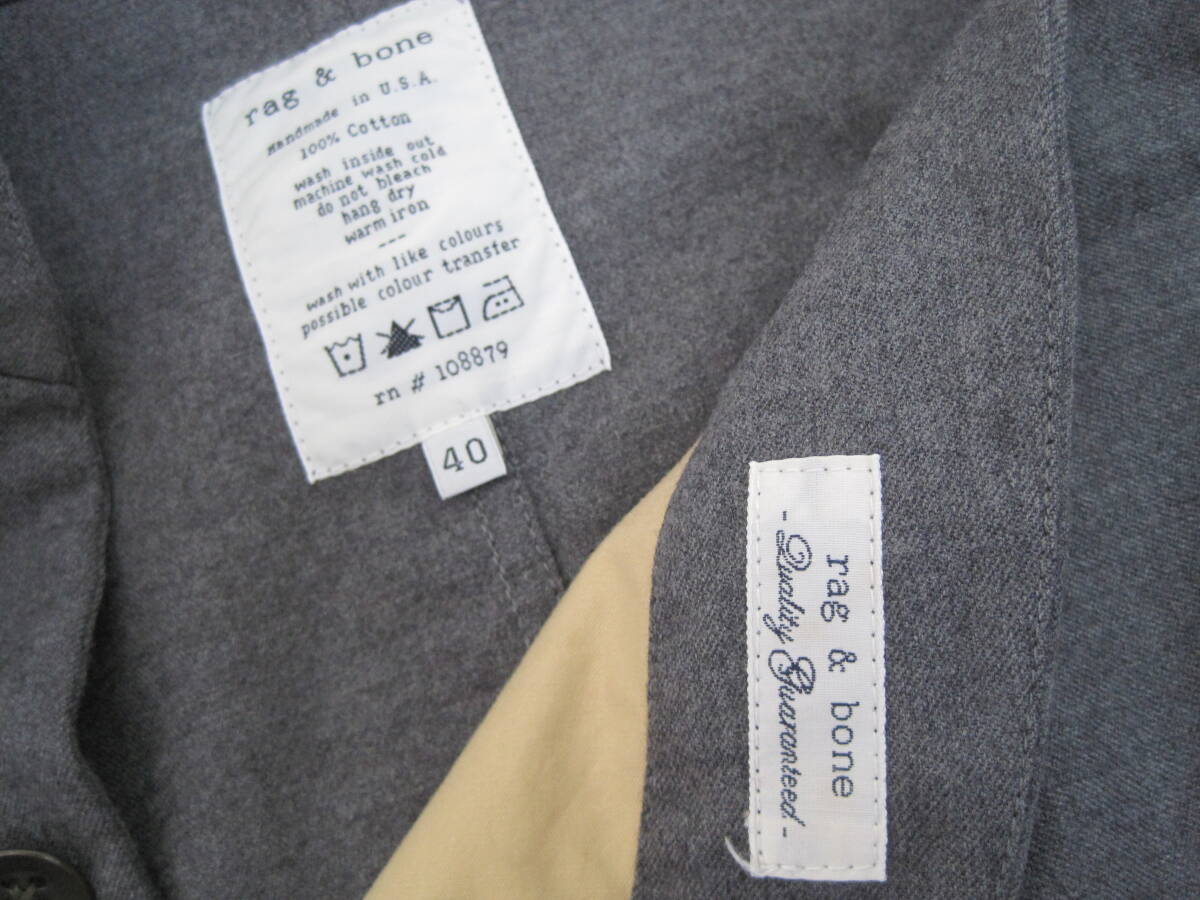 rag & bone
Handmade in U.S.A.
100% Cotton
wash inside out
machine wash cold
do not bleach
hang dry
warm iron
---
wash with like colours
possible colour transfer
rn # 108879
40
rag & bone
- Quality Guaranteed -